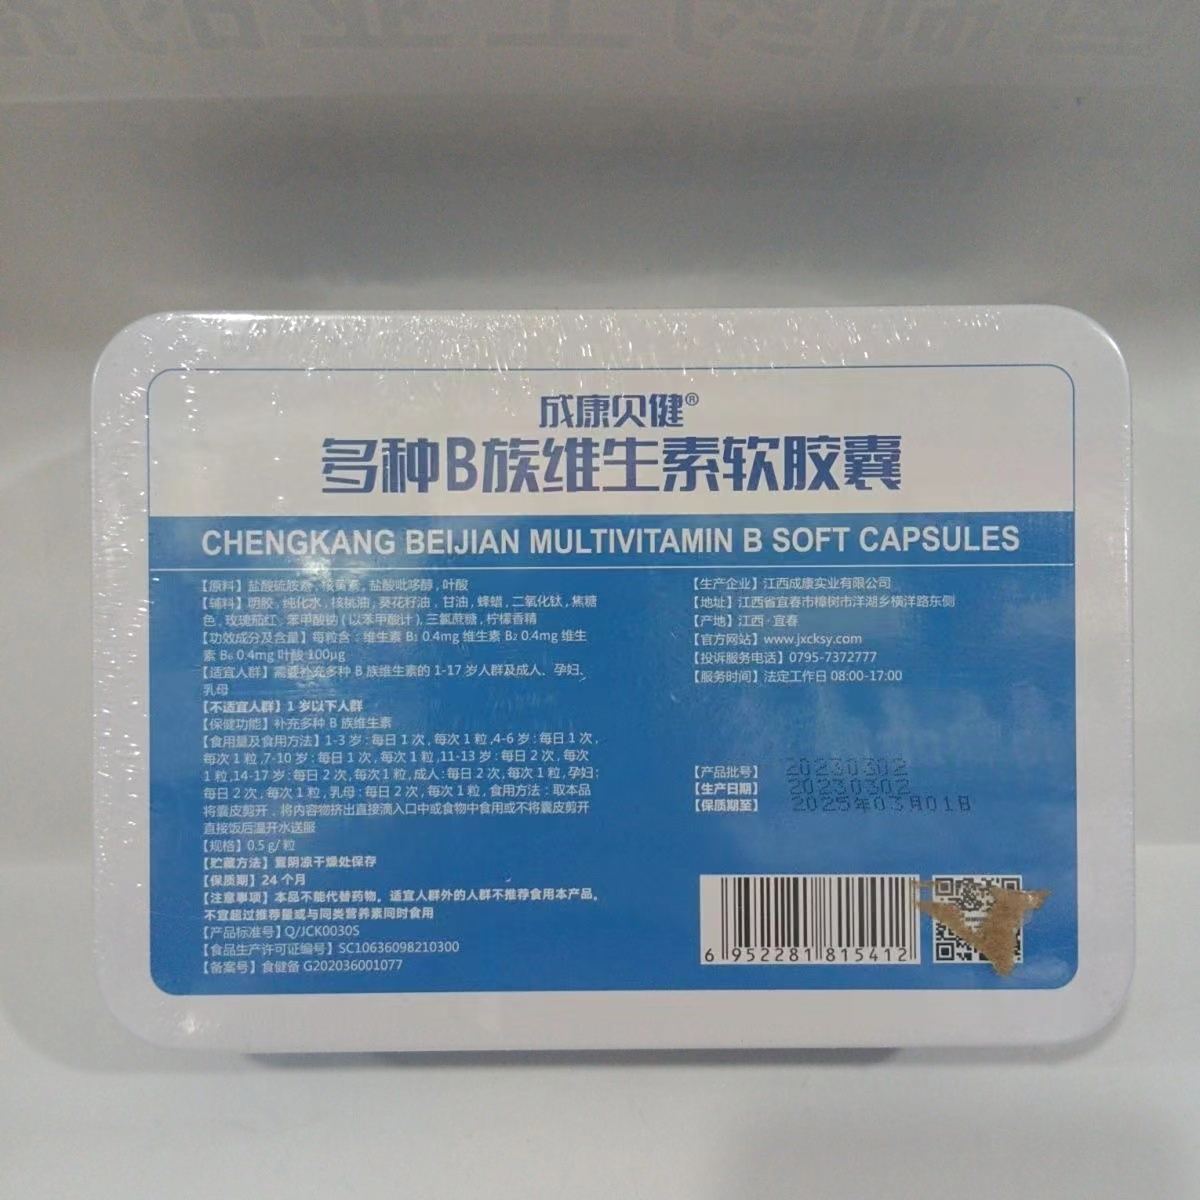 成康贝健®
多种B族维生素软胶囊
CHENGKANG BEIJIAN MULTIVITAMIN B SOFT CAPSULES
【原料】盐酸硫胺素，核黄素，盐酸吡哆醇，叶酸
【辅料】明胶，纯化水，核桃油，葵花籽油，甘油，蜂蜡，二氧化钛，焦糖
色，玫瑰茄红，苯甲酸钠(以苯甲酸计)，三氯蔗糖，柠檬香精
【功效成分及含量】每粒含：维生素 B₁ 0.4mg 维生素 B₂ 0.4mg 维生
素 B₆ 0.4mg 叶酸 100μg
【适宜人群】需要补充多种 B 族维生素的 1-17 岁人群及成人、孕妇、
乳母
【不适宜人群】1 岁以下人群
【保健功能】补充多种 B 族维生素
【食用量及食用方法】1-3 岁：每日 1 次，每次 1 粒，4-6 岁：每日 1 次，
每次 1 粒，7-10 岁：每日 1 次，每次 1 粒，11-13 岁：每日 2 次，每次
1 粒，14-17 岁：每日 2 次，每次 1 粒，成人：每日 2 次，每次 1 粒，孕妇：
每日 2 次，每次 1 粒，乳母：每日 2 次，每次 1 粒，食用方法：取本品
将囊皮剪开，将内容物挤出直接滴入口中或食物中食用或不将囊皮剪开
直接饭后温开水送服
【规格】0.5 g/ 粒
【贮藏方法】置阴凉干燥处保存
【保质期】24 个月
【注意事项】本品不能代替药物。适宜人群外的人群不推荐食用本产品。
不宜超过推荐量或与同类营养素同时食用
【产品标准号】Q/JCK0030S
【食品生产许可证编号】SC10636098210300
【备案号】食健备 G202036001077
【生产企业】江西成康实业有限公司
【地址】江西省宜春市樟树市洋湖乡横洋路东侧
【产地】江西·宜春
【官方网站】www.jxcksy.com
【投诉服务电话】0795-7372777
【服务时间】法定工作日 08:00-17:00
【产品批号】 20230302
【生产日期】 20230302
【保质期至】 2025年03月01日
6 952281 815412